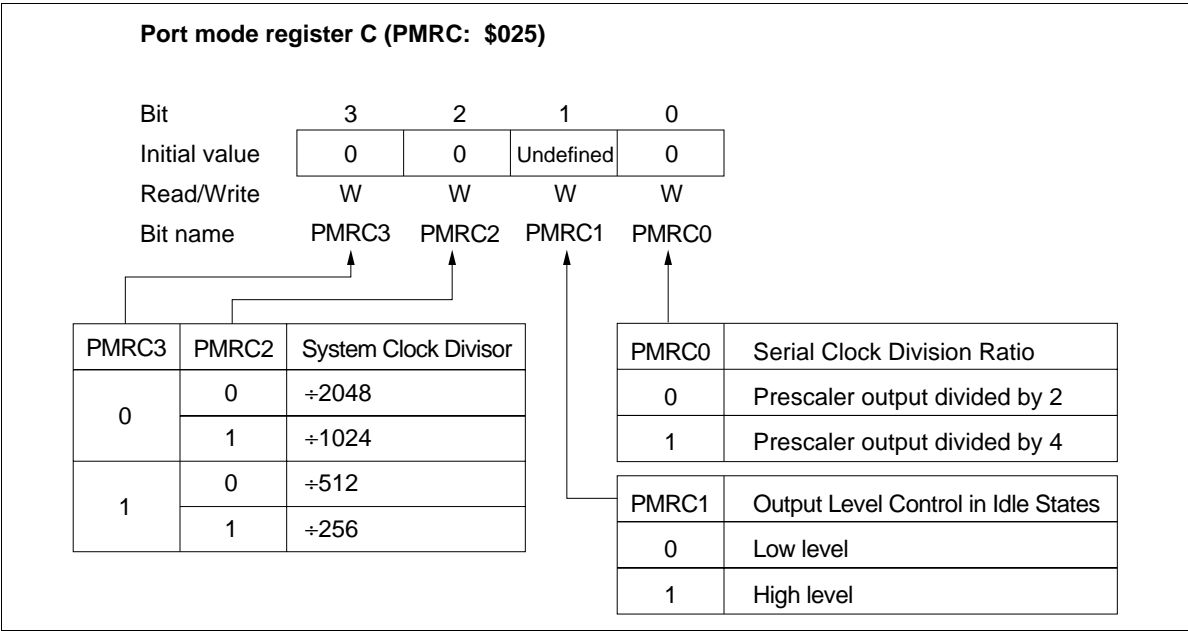 Port mode register C (PMRC: $025)
Bit 3 2 1 0
Initial value 0 0 Undefined 0
Read/Write W W W W
Bit name PMRC3 PMRC2 PMRC1 PMRC0
PMRC3 PMRC2 System Clock Divisor
0 0 ÷2048
1 ÷1024
1 0 ÷512
1 ÷256
PMRC0 Serial Clock Division Ratio
0 Prescaler output divided by 2
1 Prescaler output divided by 4
PMRC1 Output Level Control in Idle States
0 Low level
1 High level